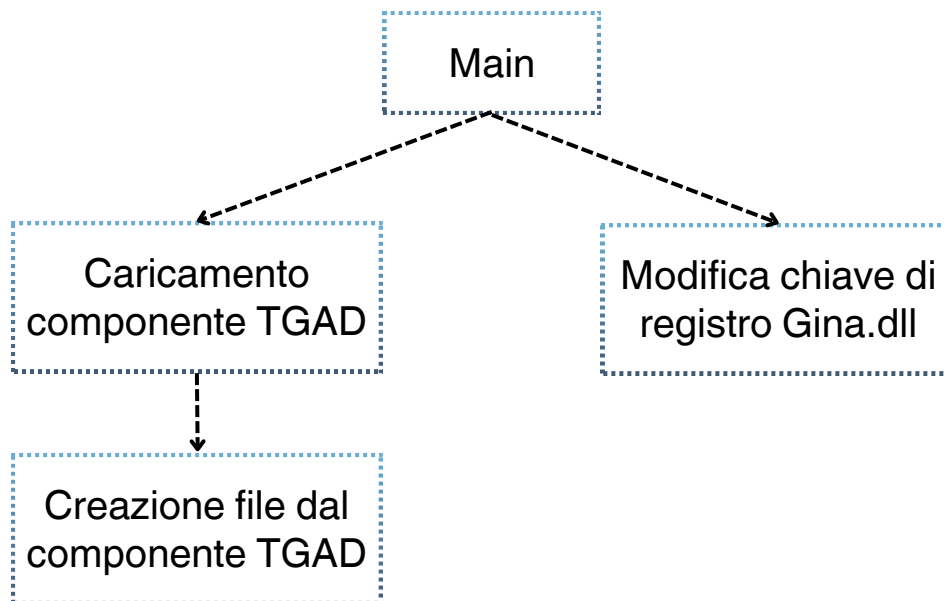 Main
Caricamento
componente TGAD
Modifica chiave di
registro Gina.dll
Creazione file dal
componente TGAD